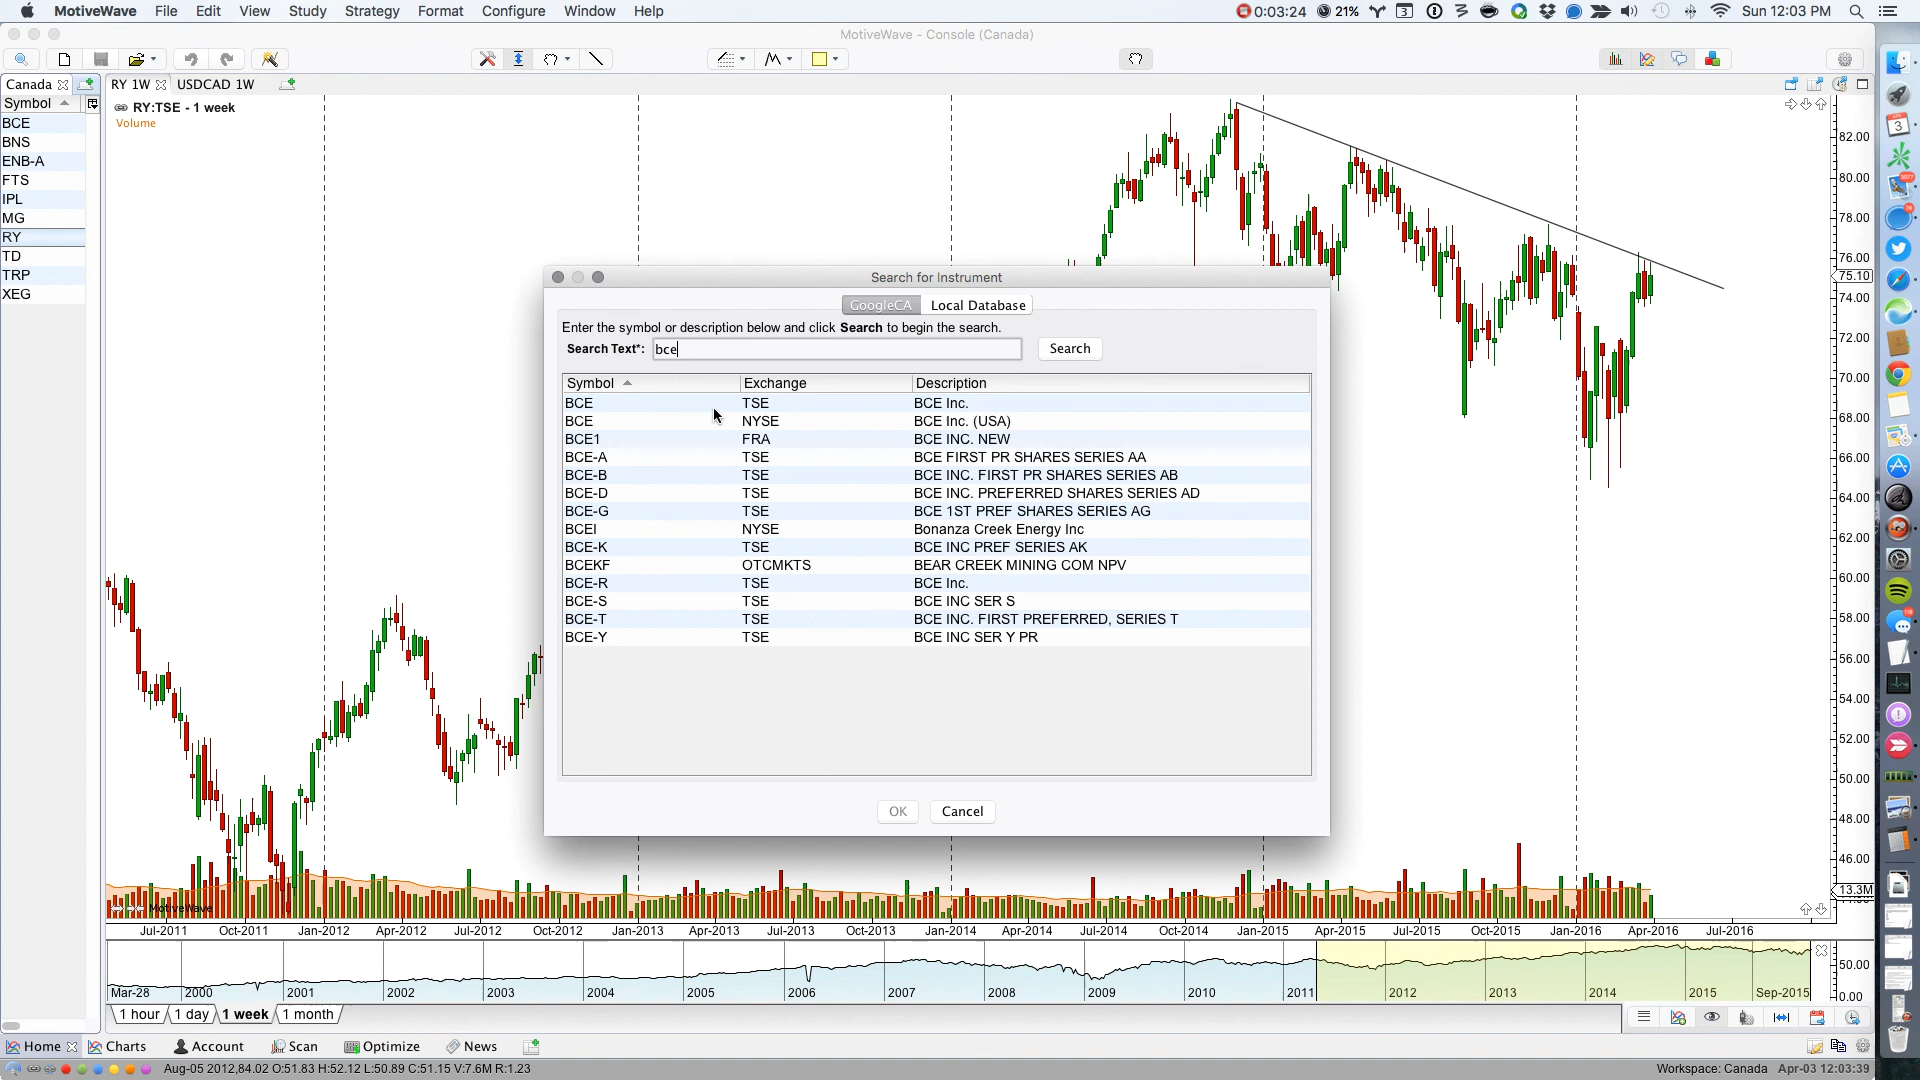 MotiveWave File Edit View Study Strategy Format Configure Window Help 0:03:24 21% 3 Sun 12:03 PM
MotiveWave - Console (Canada)
Canada RY 1W USDCAD 1W
Symbol
BCE
BNS
ENB-A
FTS
IPL
MG
RY
TD
TRP
XEG
RY:TSE - 1 week
Volume
82.00
80.00
78.00
76.00
75.10
74.00
72.00
70.00
68.00
66.00
64.00
62.00
60.00
58.00
56.00
54.00
52.00
50.00
48.00
46.00
13.3M
Search for Instrument
GoogleCA Local Database
Enter the symbol or description below and click Search to begin the search.
Search Text*: bce Search
Symbol Exchange Description
BCE TSE BCE Inc.
BCE NYSE BCE Inc. (USA)
BCE1 FRA BCE INC. NEW
BCE-A TSE BCE FIRST PR SHARES SERIES AA
BCE-B TSE BCE INC. FIRST PR SHARES SERIES AB
BCE-D TSE BCE INC. PREFERRED SHARES SERIES AD
BCE-G TSE BCE 1ST PREF SHARES SERIES AG
BCEI NYSE Bonanza Creek Energy Inc
BCE-K TSE BCE INC PREF SERIES AK
BCEKF OTCMKTS BEAR CREEK MINING COM NPV
BCE-R TSE BCE Inc.
BCE-S TSE BCE INC SER S
BCE-T TSE BCE INC. FIRST PREFERRED, SERIES T
BCE-Y TSE BCE INC SER Y PR
OK Cancel
MotiveWave
Jul-2011 Oct-2011 Jan-2012 Apr-2012 Jul-2012 Oct-2012 Jan-2013 Apr-2013 Jul-2013 Oct-2013 Jan-2014 Apr-2014 Jul-2014 Oct-2014 Jan-2015 Apr-2015 Jul-2015 Oct-2015 Jan-2016 Apr-2016 Jul-2016
50.00
0.00
Mar-28 2000 2001 2002 2003 2004 2005 2006 2007 2008 2009 2010 2011 2012 2013 2014 2015 Sep-2015
1 hour 1 day 1 week 1 month
Home Charts Account Scan Optimize News
Aug-05 2012,84.02 O:51.83 H:52.12 L:50.89 C:51.15 V:7.6M R:1.23 Workspace: Canada Apr-03 12:03:39